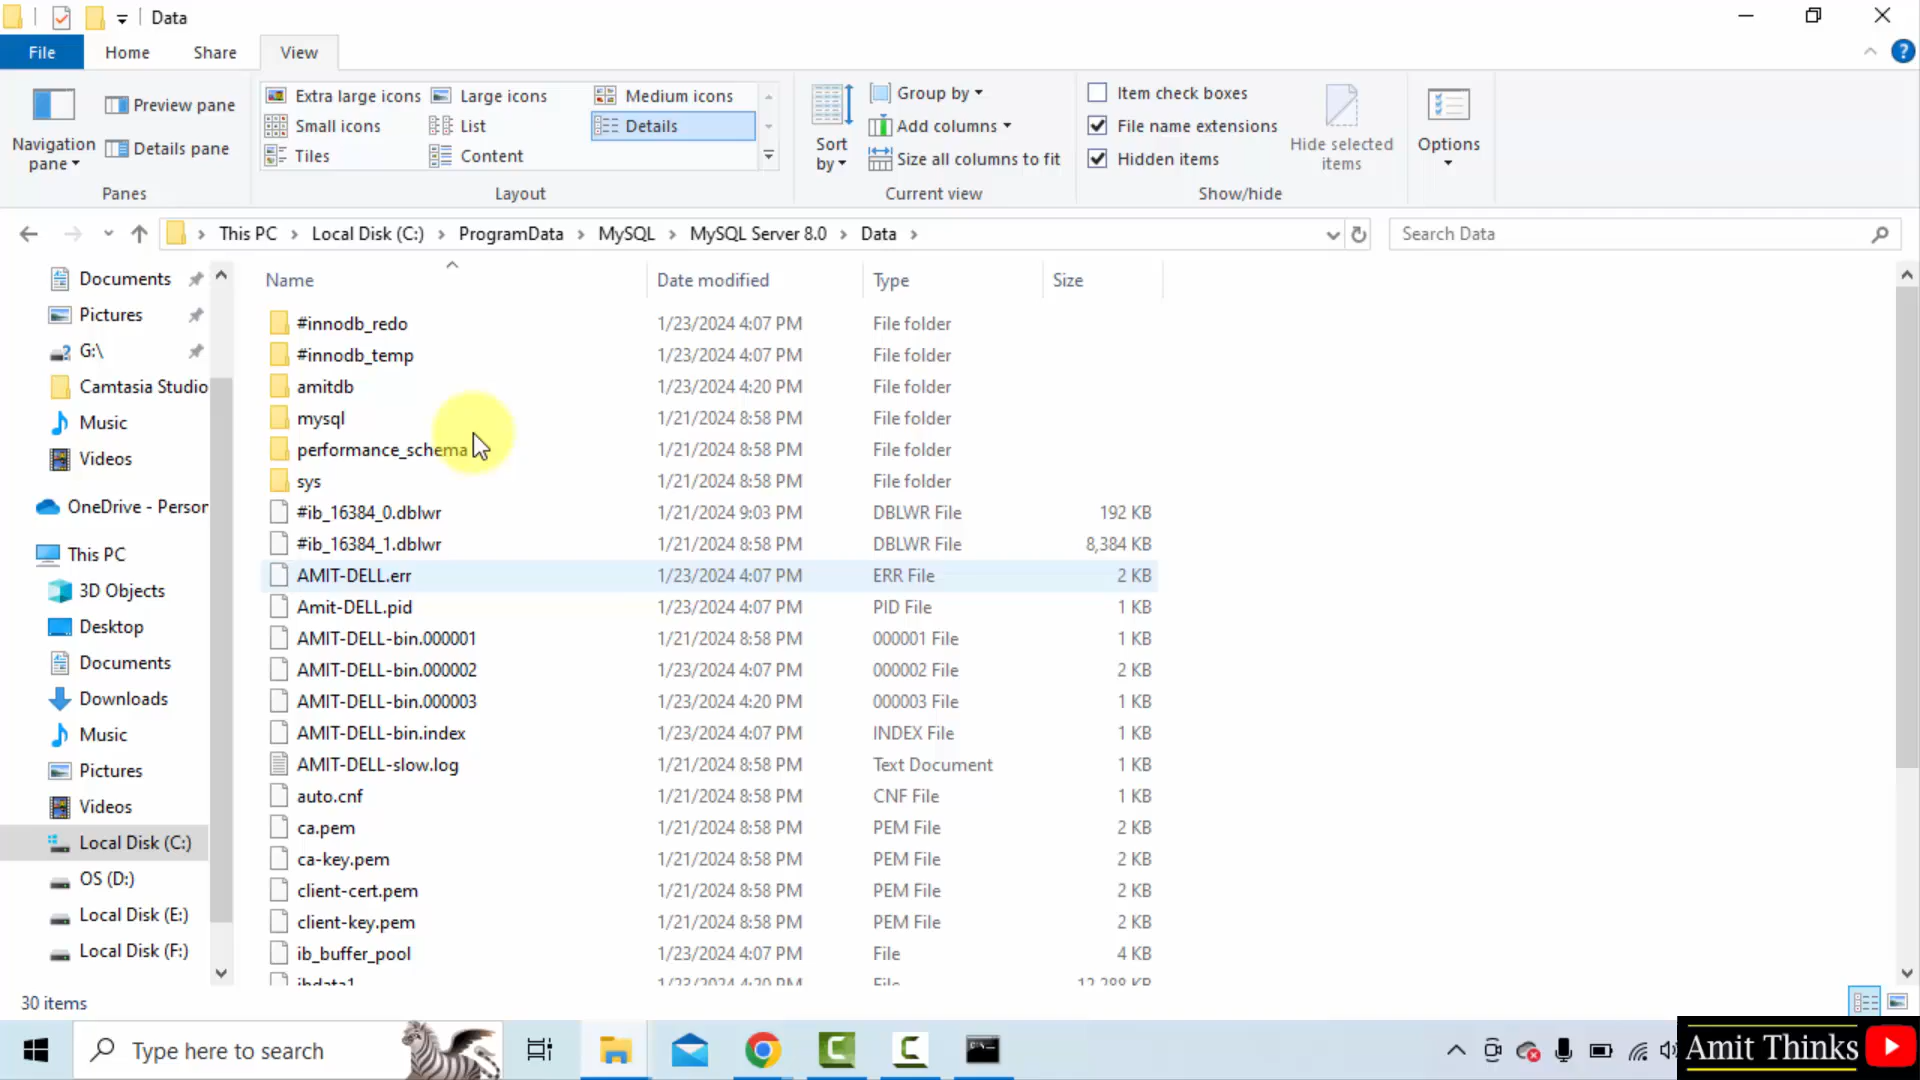 Data
File Home Share View
Navigation pane
Preview pane
Details pane
Panes
Extra large icons Large icons Medium icons
Small icons List Details
Tiles Content
Layout
Sort by
Group by
Add columns
Size all columns to fit
Current view
Item check boxes
File name extensions
Hidden items
Hide selected items
Show/hide
Options
This PC Local Disk (C:) ProgramData MySQL MySQL Server 8.0 Data
Search Data
Documents
Pictures
G:\
Camtasia Studio
Music
Videos
OneDrive - Person
This PC
3D Objects
Desktop
Documents
Downloads
Music
Pictures
Videos
Local Disk (C:)
OS (D:)
Local Disk (E:)
Local Disk (F:)
Name Date modified Type Size
#innodb_redo 1/23/2024 4:07 PM File folder
#innodb_temp 1/23/2024 4:07 PM File folder
amitdb 1/23/2024 4:20 PM File folder
mysql 1/21/2024 8:58 PM File folder
performance_schema 1/21/2024 8:58 PM File folder
sys 1/21/2024 8:58 PM File folder
#ib_16384_0.dblwr 1/21/2024 9:03 PM DBLWR File 192 KB
#ib_16384_1.dblwr 1/21/2024 8:58 PM DBLWR File 8,384 KB
AMIT-DELL.err 1/23/2024 4:07 PM ERR File 2 KB
Amit-DELL.pid 1/23/2024 4:07 PM PID File 1 KB
AMIT-DELL-bin.000001 1/21/2024 8:58 PM 000001 File 1 KB
AMIT-DELL-bin.000002 1/23/2024 4:07 PM 000002 File 2 KB
AMIT-DELL-bin.000003 1/23/2024 4:20 PM 000003 File 1 KB
AMIT-DELL-bin.index 1/23/2024 4:07 PM INDEX File 1 KB
AMIT-DELL-slow.log 1/21/2024 8:58 PM Text Document 1 KB
auto.cnf 1/21/2024 8:58 PM CNF File 1 KB
ca.pem 1/21/2024 8:58 PM PEM File 2 KB
ca-key.pem 1/21/2024 8:58 PM PEM File 2 KB
client-cert.pem 1/21/2024 8:58 PM PEM File 2 KB
client-key.pem 1/21/2024 8:58 PM PEM File 2 KB
ib_buffer_pool 1/23/2024 4:07 PM File 4 KB
ibdata1 1/23/2024 4:20 PM File 12,288 KB
30 items
Type here to search
Amit Thinks